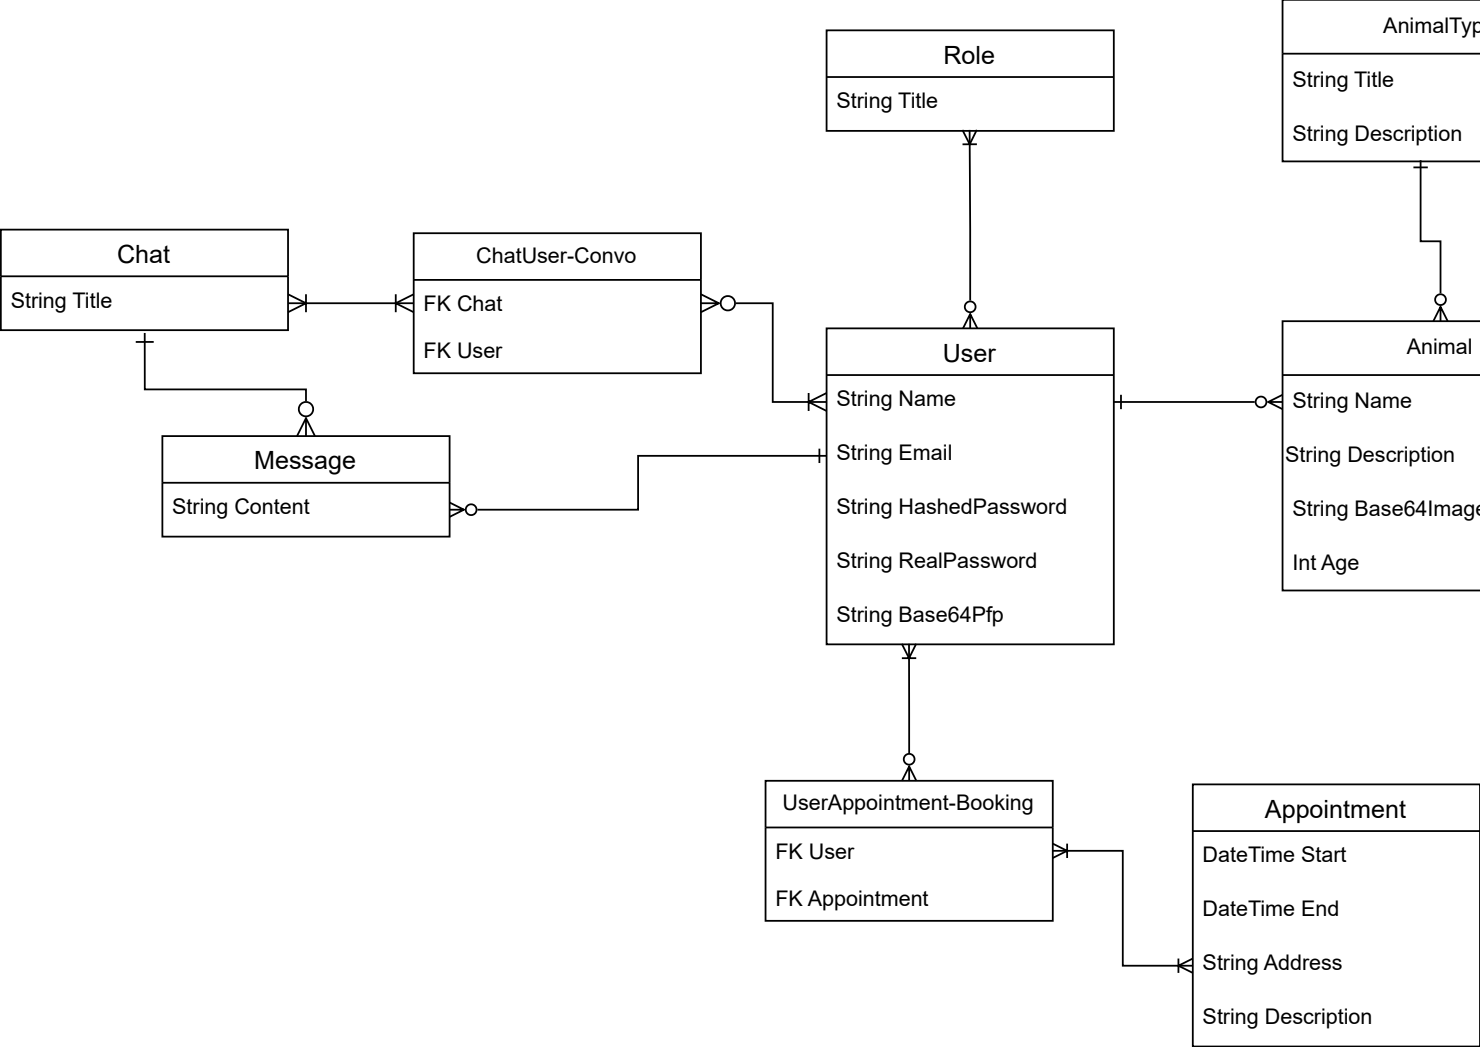 Role
String Title
AnimalTyp
String Title
String Description
Chat
String Title
ChatUser-Convo
FK Chat
FK User
Message
String Content
User
String Name
String Email
String HashedPassword
String RealPassword
String Base64Pfp
Animal
String Name
String Description
String Base64Image
Int Age
UserAppointment-Booking
FK User
FK Appointment
Appointment
DateTime Start
DateTime End
String Address
String Description